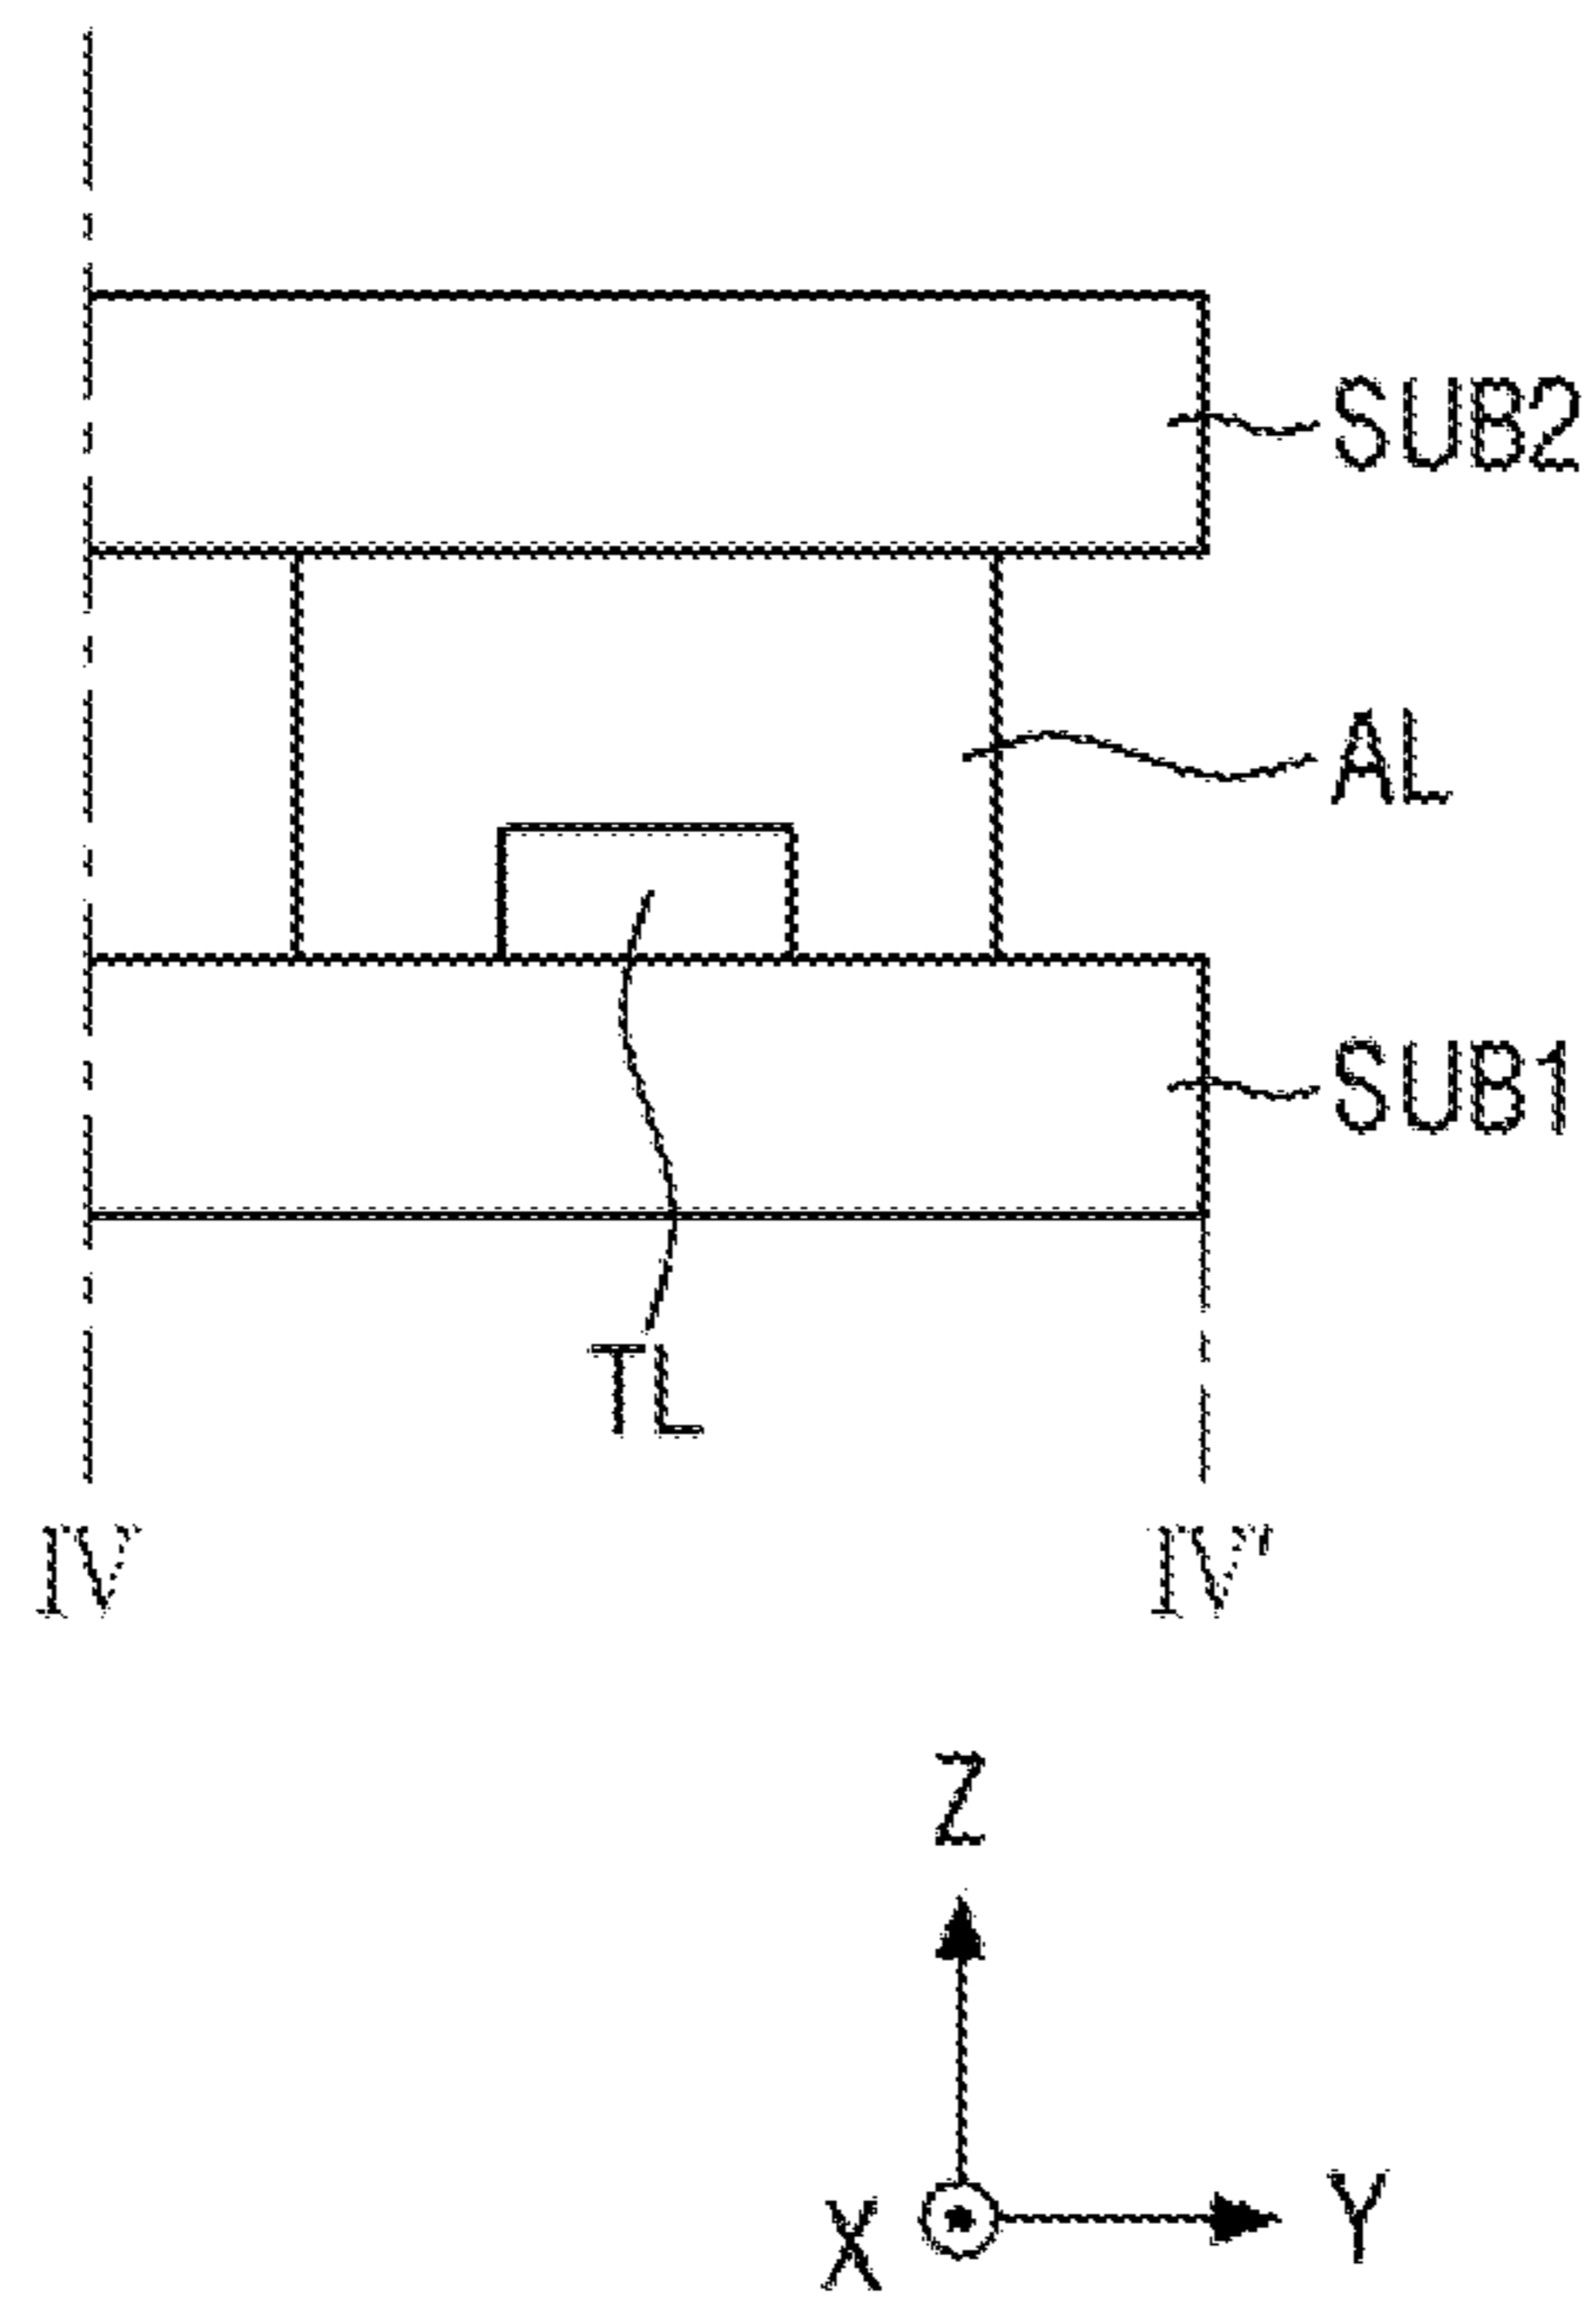 SUB2
AL
SUB1
TL
IV IV'
Z
X Y